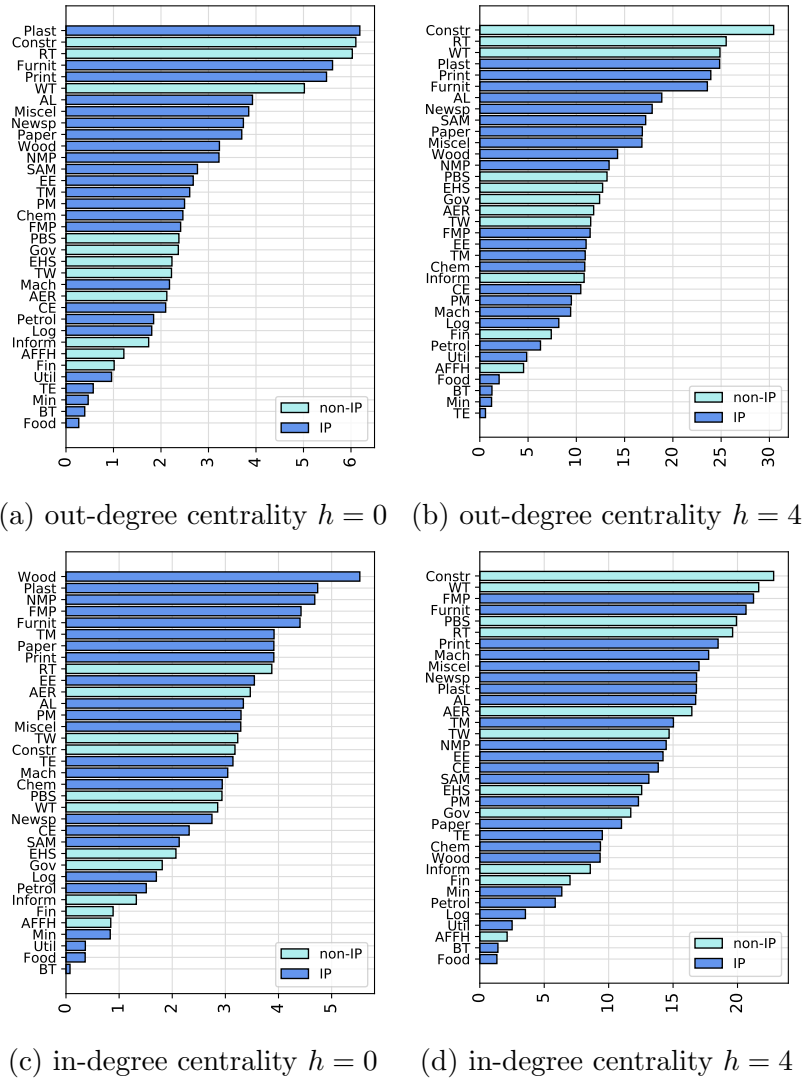 Plast
Constr
RT
Furnit
Print
WT
AL
Miscel
Newsp
Paper
Wood
NMP
SAM
EE
TM
PM
Chem
FMP
PBS
Gov
EHS
TW
Mach
AER
CE
Petrol
Log
Inform
AFFH
Fin
Util
TE
Min
BT
Food
non-IP
IP
0 1 2 3 4 5 6
(a) out-degree centrality h = 0
Constr
RT
WT
Plast
Print
Furnit
AL
Newsp
SAM
Paper
Miscel
Wood
NMP
PBS
EHS
Gov
AER
TW
FMP
EE
TM
Chem
Inform
CE
PM
Mach
Log
Fin
Petrol
Util
AFFH
Food
BT
Min
TE
non-IP
IP
0 5 10 15 20 25 30
(b) out-degree centrality h = 4
Wood
Plast
NMP
FMP
Furnit
TM
Paper
Print
RT
EE
AER
AL
PM
Miscel
TW
Constr
TE
Mach
Chem
PBS
WT
Newsp
CE
SAM
EHS
Gov
Log
Petrol
Inform
Fin
AFFH
Min
Util
Food
BT
non-IP
IP
0 1 2 3 4 5
(c) in-degree centrality h = 0
Constr
WT
FMP
Furnit
PBS
RT
Print
Mach
Miscel
Newsp
Plast
AL
AER
TM
TW
NMP
EE
CE
SAM
EHS
PM
Gov
Paper
TE
Chem
Wood
Inform
Fin
Min
Petrol
Log
Util
AFFH
BT
Food
non-IP
IP
0 5 10 15 20
(d) in-degree centrality h = 4